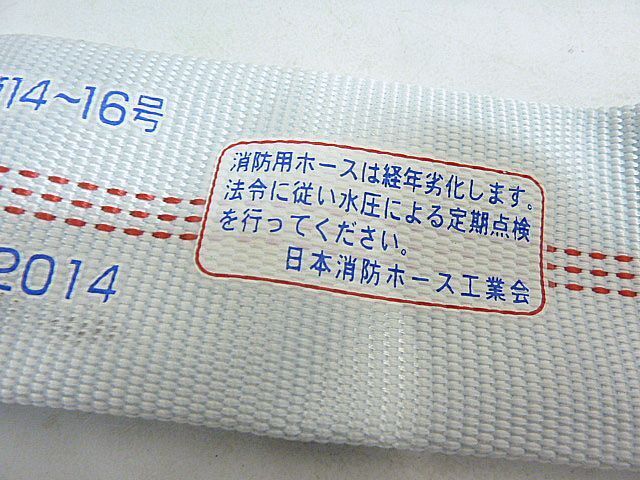 14～16号
消防用ホースは経年劣化します。
法令に従い水圧による定期点検
を行ってください。
日本消防ホース工業会
2014